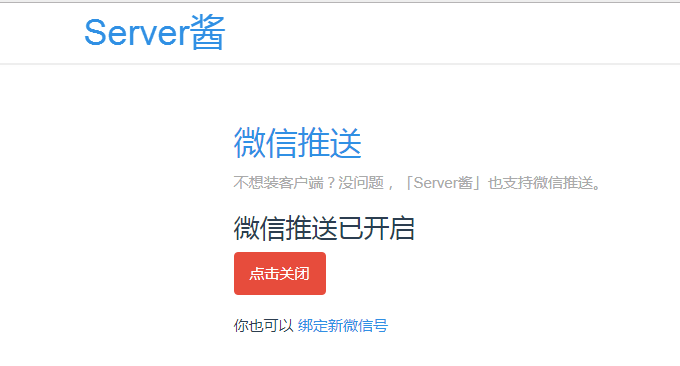 Server酱
微信推送
不想装客户端？没问题，「Server酱」也支持微信推送。
微信推送已开启
点击关闭
你也可以 绑定新微信号